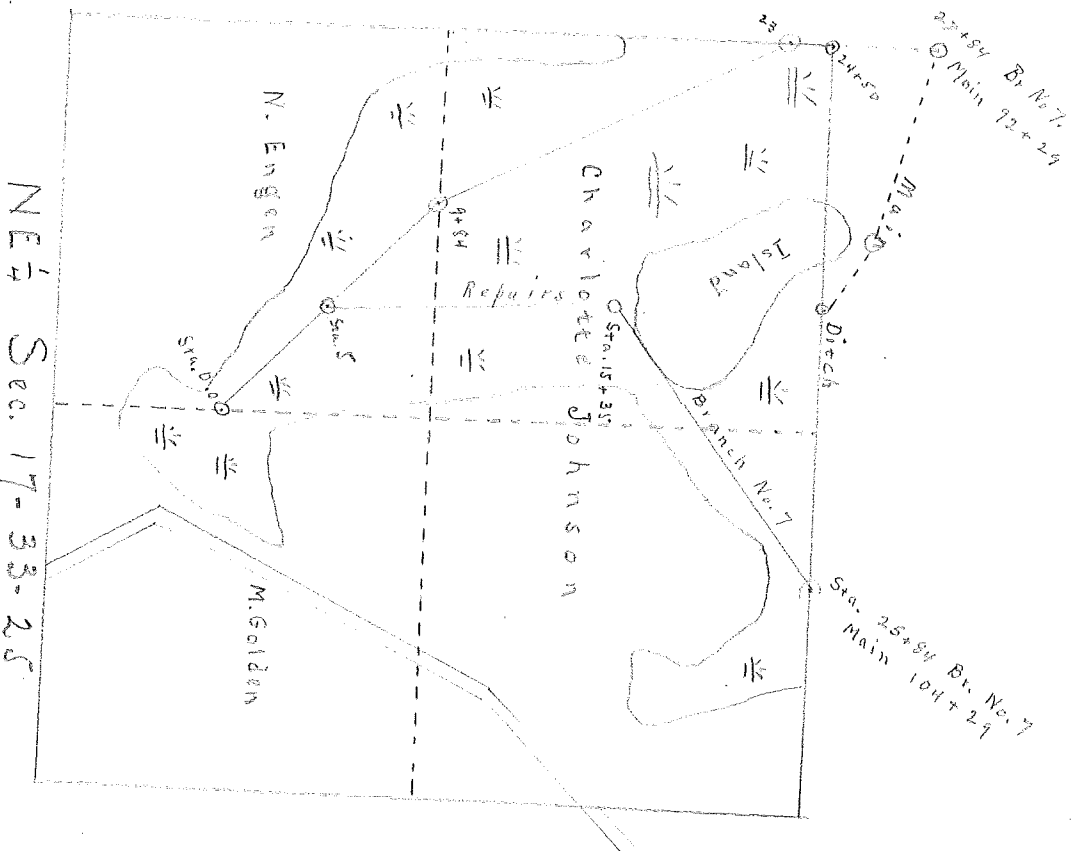 23+84 Br. No. 7.
Main 92+29
23
24+50
Main
Ditch
Island
N. Engen
9+84
Charlotte Johnson
Repairs
Sta. 5
Sta. 15+35
Sta. 0.0
Branch No. 7
Sta. 25+84 Br. No. 7
Main 104+29
M. Golden
NE¼ Sec. 17-33-25